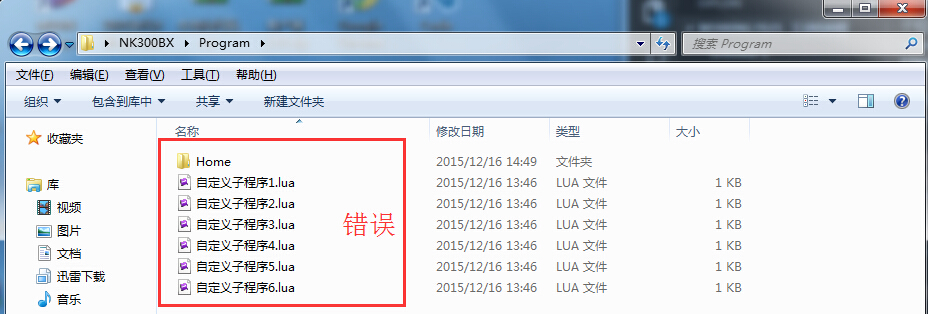 NK300BX ▸ Program ▸ 搜索 Program
文件(F) 编辑(E) 查看(V) 工具(T) 帮助(H)
组织 包含到库中 共享 新建文件夹
名称 修改日期 类型 大小
收藏夹
Home 2015/12/16 14:49 文件夹
自定义子程序1.lua 2015/12/16 13:46 LUA 文件 1 KB
库
自定义子程序2.lua 2015/12/16 13:46 LUA 文件 1 KB
视频
自定义子程序3.lua 2015/12/16 13:46 LUA 文件 1 KB
错误
图片
自定义子程序4.lua 2015/12/16 13:46 LUA 文件 1 KB
文档
自定义子程序5.lua 2015/12/16 13:46 LUA 文件 1 KB
迅雷下载
自定义子程序6.lua 2015/12/16 13:46 LUA 文件 1 KB
音乐